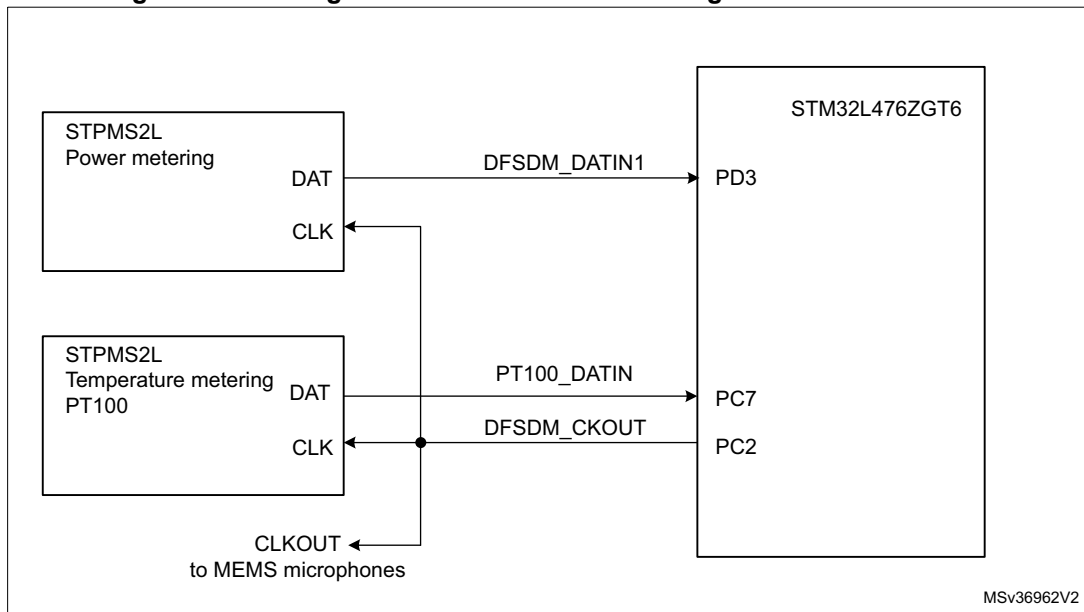 STM32L476ZGT6
STPMS2L
Power metering
DAT
DFSDM_DATIN1
PD3
CLK
STPMS2L
Temperature metering
PT100
DAT
PT100_DATIN
PC7
DFSDM_CKOUT
CLK
PC2
CLKOUT
to MEMS microphones
MSv36962V2